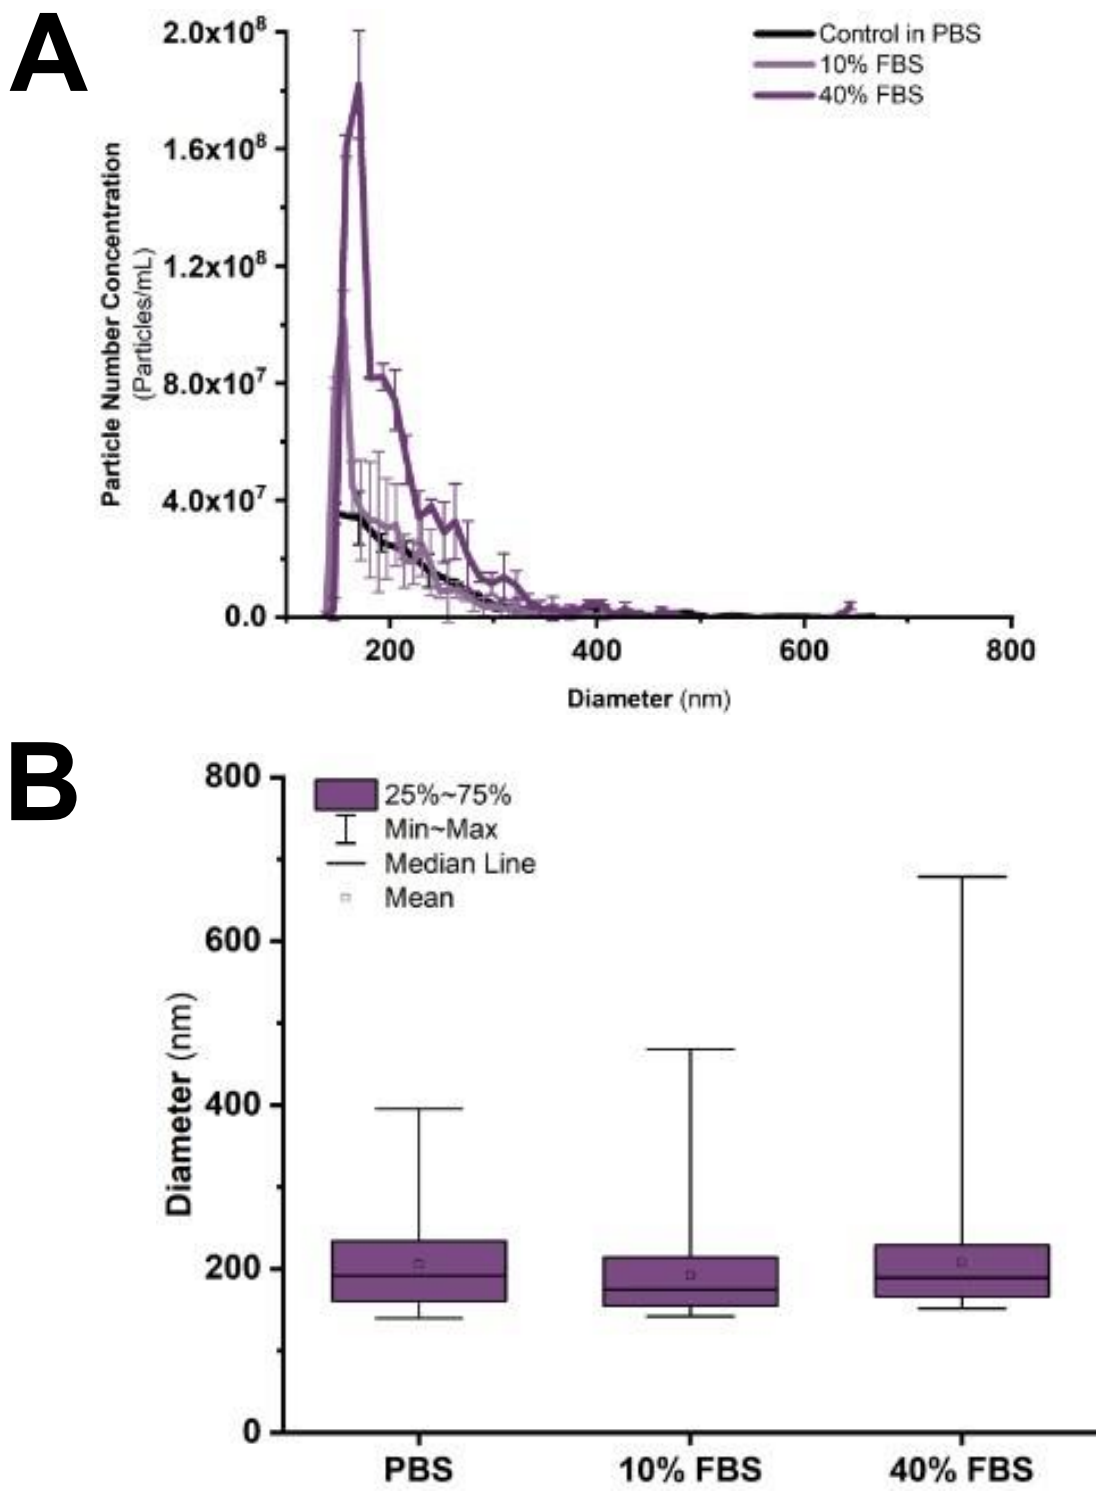 A
2.0x10⁸
1.6x10⁸
1.2x10⁸
8.0x10⁷
4.0x10⁷
0.0
Particle Number Concentration
(Particles/mL)
Control in PBS
10% FBS
40% FBS
200
400
600
800
Diameter (nm)
B
800
600
400
200
0
Diameter (nm)
25%~75%
Min~Max
Median Line
Mean
PBS
10% FBS
40% FBS